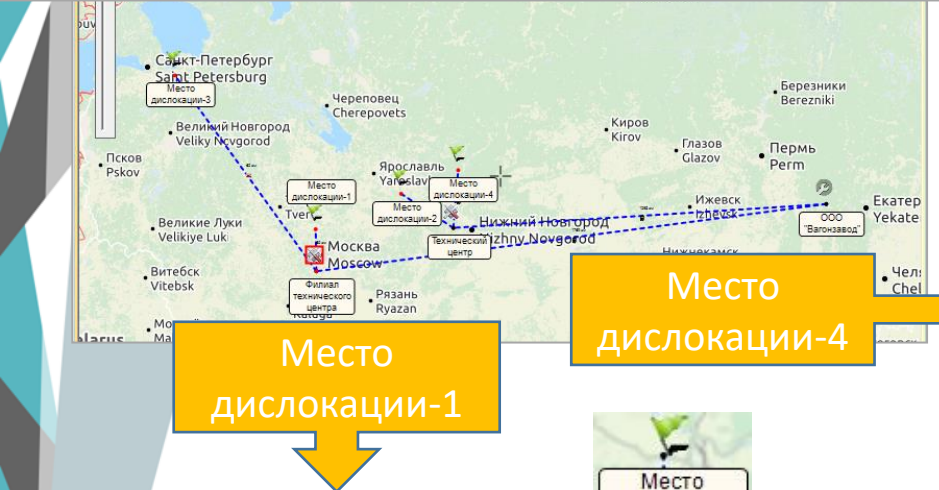 Санкт-Петербург
Saint Petersburg
Место
дислокации-3
Череповец
Cherepovets
Березники
Berezniki
Великий Новгород
Veliky Novgorod
Киров
Kirov
Глазов
Glazov
Пермь
Perm
Псков
Pskov
Ярославль
Место
дислокации-1
Место
дислокации-4
Место
дислокации-2
Tver
Ижевск
Izhevsk
Екатер
Yekate
ООО
"Вагонзавод"
Великие Луки
Velikiye Luki
Нижний Новгород
Nizhny Novgorod
Технический
центр
Москва
Moscow
Нижнекамск
Витебск
Vitebsk
Филиал
технического
центра
Рязань
Ryazan
Kaluga
Chel
elarus
Место
дислокации-4
Место
дислокации-1
Место